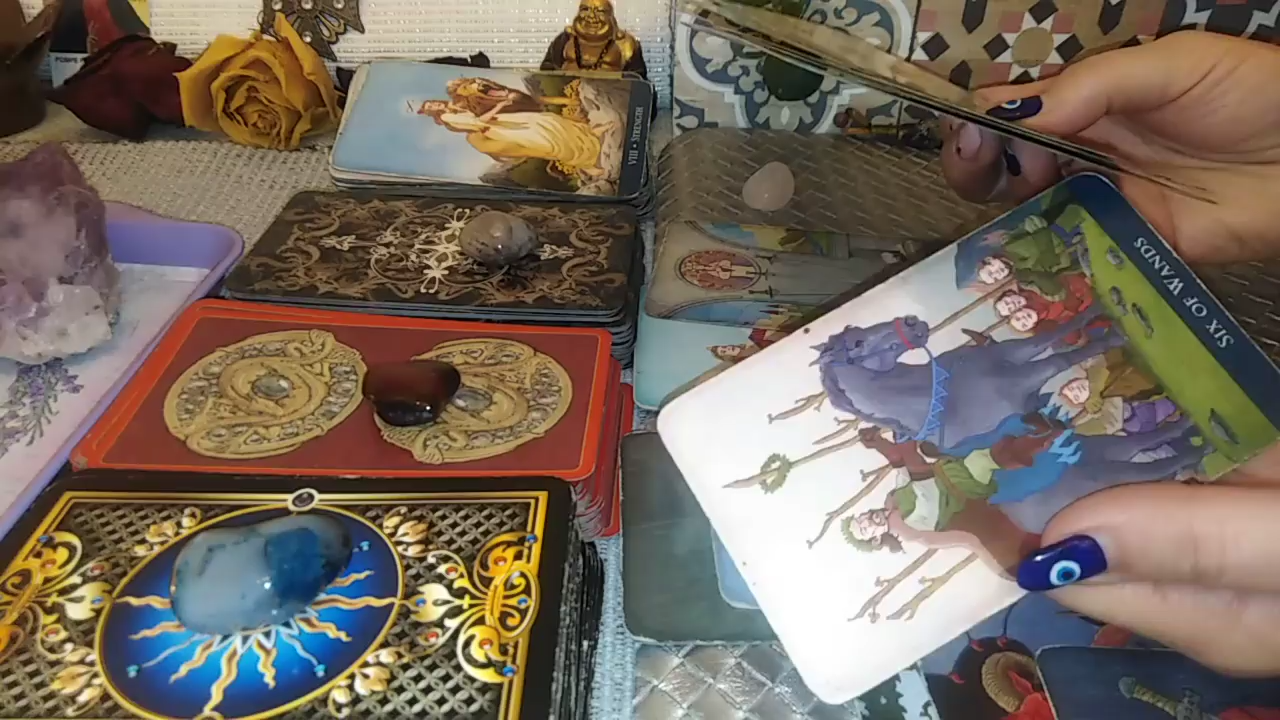 VIII • STRENGTH
SIX OF WANDS